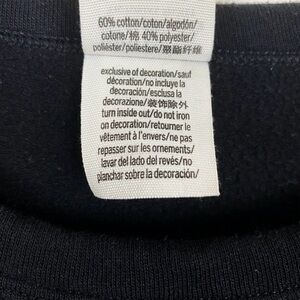 60% cotton/coton/algodón/
cotone/棉 40% polyester/
poliéster/poliestere/聚酯纤维
exclusive of decoration/sauf
décoration/no incluye la
decoración/esclusa la
decorazione/装饰除外
turn inside out/do not iron
on decoration/retourner le
vêtement à l'envers/ne pas
repasser sur les ornements/
lavar del lado del revés/no
planchar sobre la decoración/